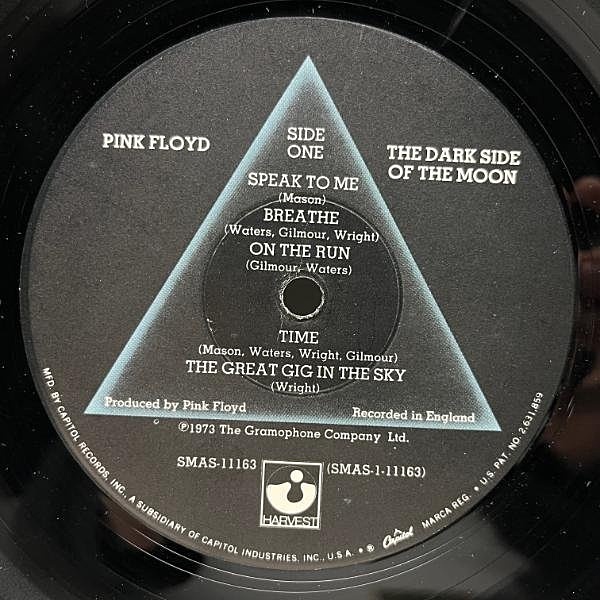 PINK FLOYD
SIDE
ONE
THE DARK SIDE
OF THE MOON
SPEAK TO ME
(Mason)
BREATHE
(Waters, Gilmour, Wright)
ON THE RUN
(Gilmour, Waters)
TIME
(Mason, Waters, Wright, Gilmour)
THE GREAT GIG IN THE SKY
(Wright)
Produced by Pink Floyd
Recorded in England
℗1973 The Gramophone Company Ltd.
SMAS-11163
(SMAS-1-11163)
HARVEST
MFD. BY CAPITOL RECORDS, INC., A SUBSIDIARY OF CAPITOL INDUSTRIES, INC., U.S.A. • ® Capitol MARCA REG. • U.S. PAT. NO. 2,631,859